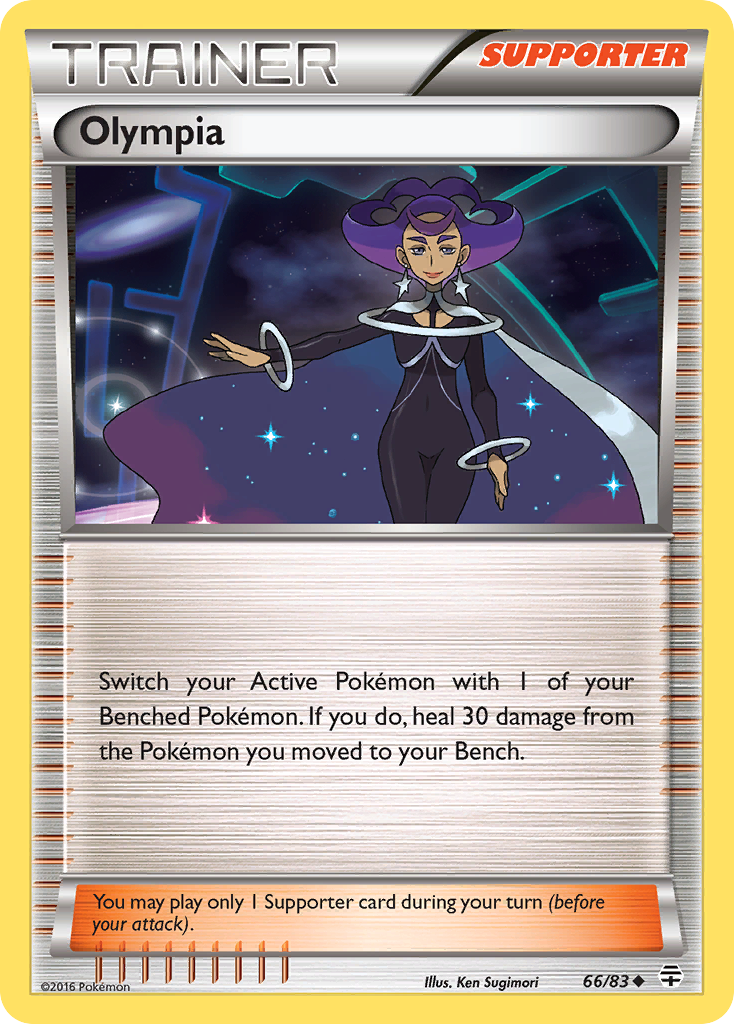 TRAINER
SUPPORTER
Olympia
Switch your Active Pokémon with 1 of your
Benched Pokémon. If you do, heal 30 damage from
the Pokémon you moved to your Bench.
You may play only 1 Supporter card during your turn (before
your attack).
©2016 Pokémon
Illus. Ken Sugimori
66/83